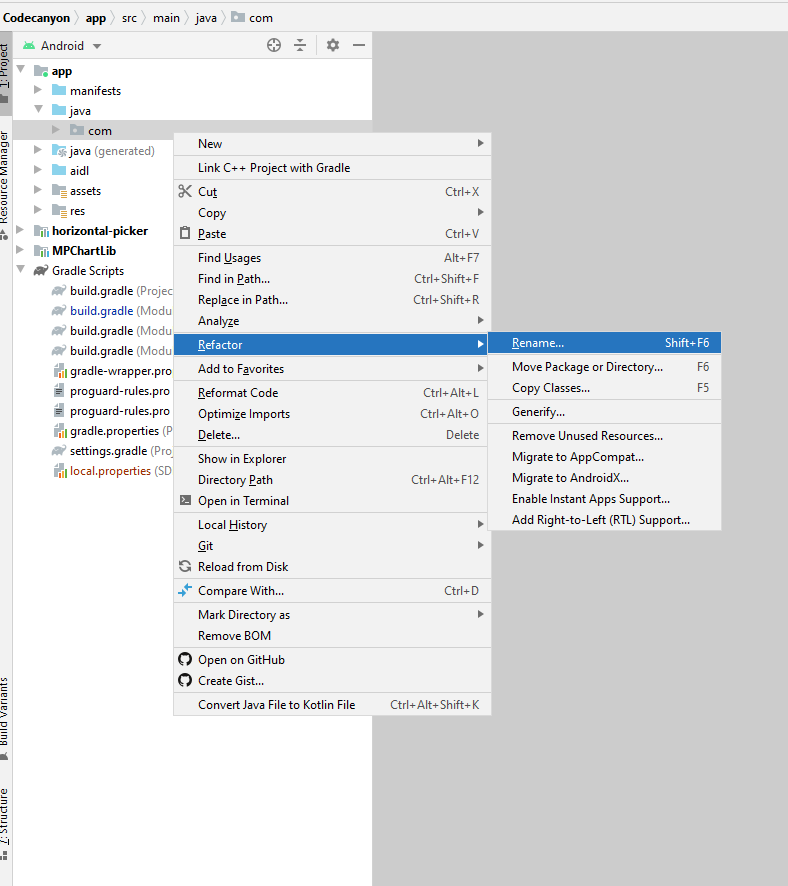 Codecanyon app src main java com
1: Project
Android
app
manifests
java
com
java (generated)
aidl
assets
res
horizontal-picker
MPChartLib
Gradle Scripts
build.gradle (Projec
build.gradle (Modu
build.gradle (Modu
build.gradle (Modu
gradle-wrapper.pro
proguard-rules.pro
proguard-rules.pro
gradle.properties (P
settings.gradle (Proj
local.properties (SD
Resource Manager
Build Variants
7: Structure
New
Link C++ Project with Gradle
Cut Ctrl+X
Copy
Paste Ctrl+V
Find Usages Alt+F7
Find in Path... Ctrl+Shift+F
Replace in Path... Ctrl+Shift+R
Analyze
Refactor
Add to Favorites
Reformat Code Ctrl+Alt+L
Optimize Imports Ctrl+Alt+O
Delete... Delete
Show in Explorer
Directory Path Ctrl+Alt+F12
Open in Terminal
Local History
Git
Reload from Disk
Compare With... Ctrl+D
Mark Directory as
Remove BOM
Open on GitHub
Create Gist...
Convert Java File to Kotlin File Ctrl+Alt+Shift+K
Rename... Shift+F6
Move Package or Directory... F6
Copy Classes... F5
Generify...
Remove Unused Resources...
Migrate to AppCompat...
Migrate to AndroidX...
Enable Instant Apps Support...
Add Right-to-Left (RTL) Support...